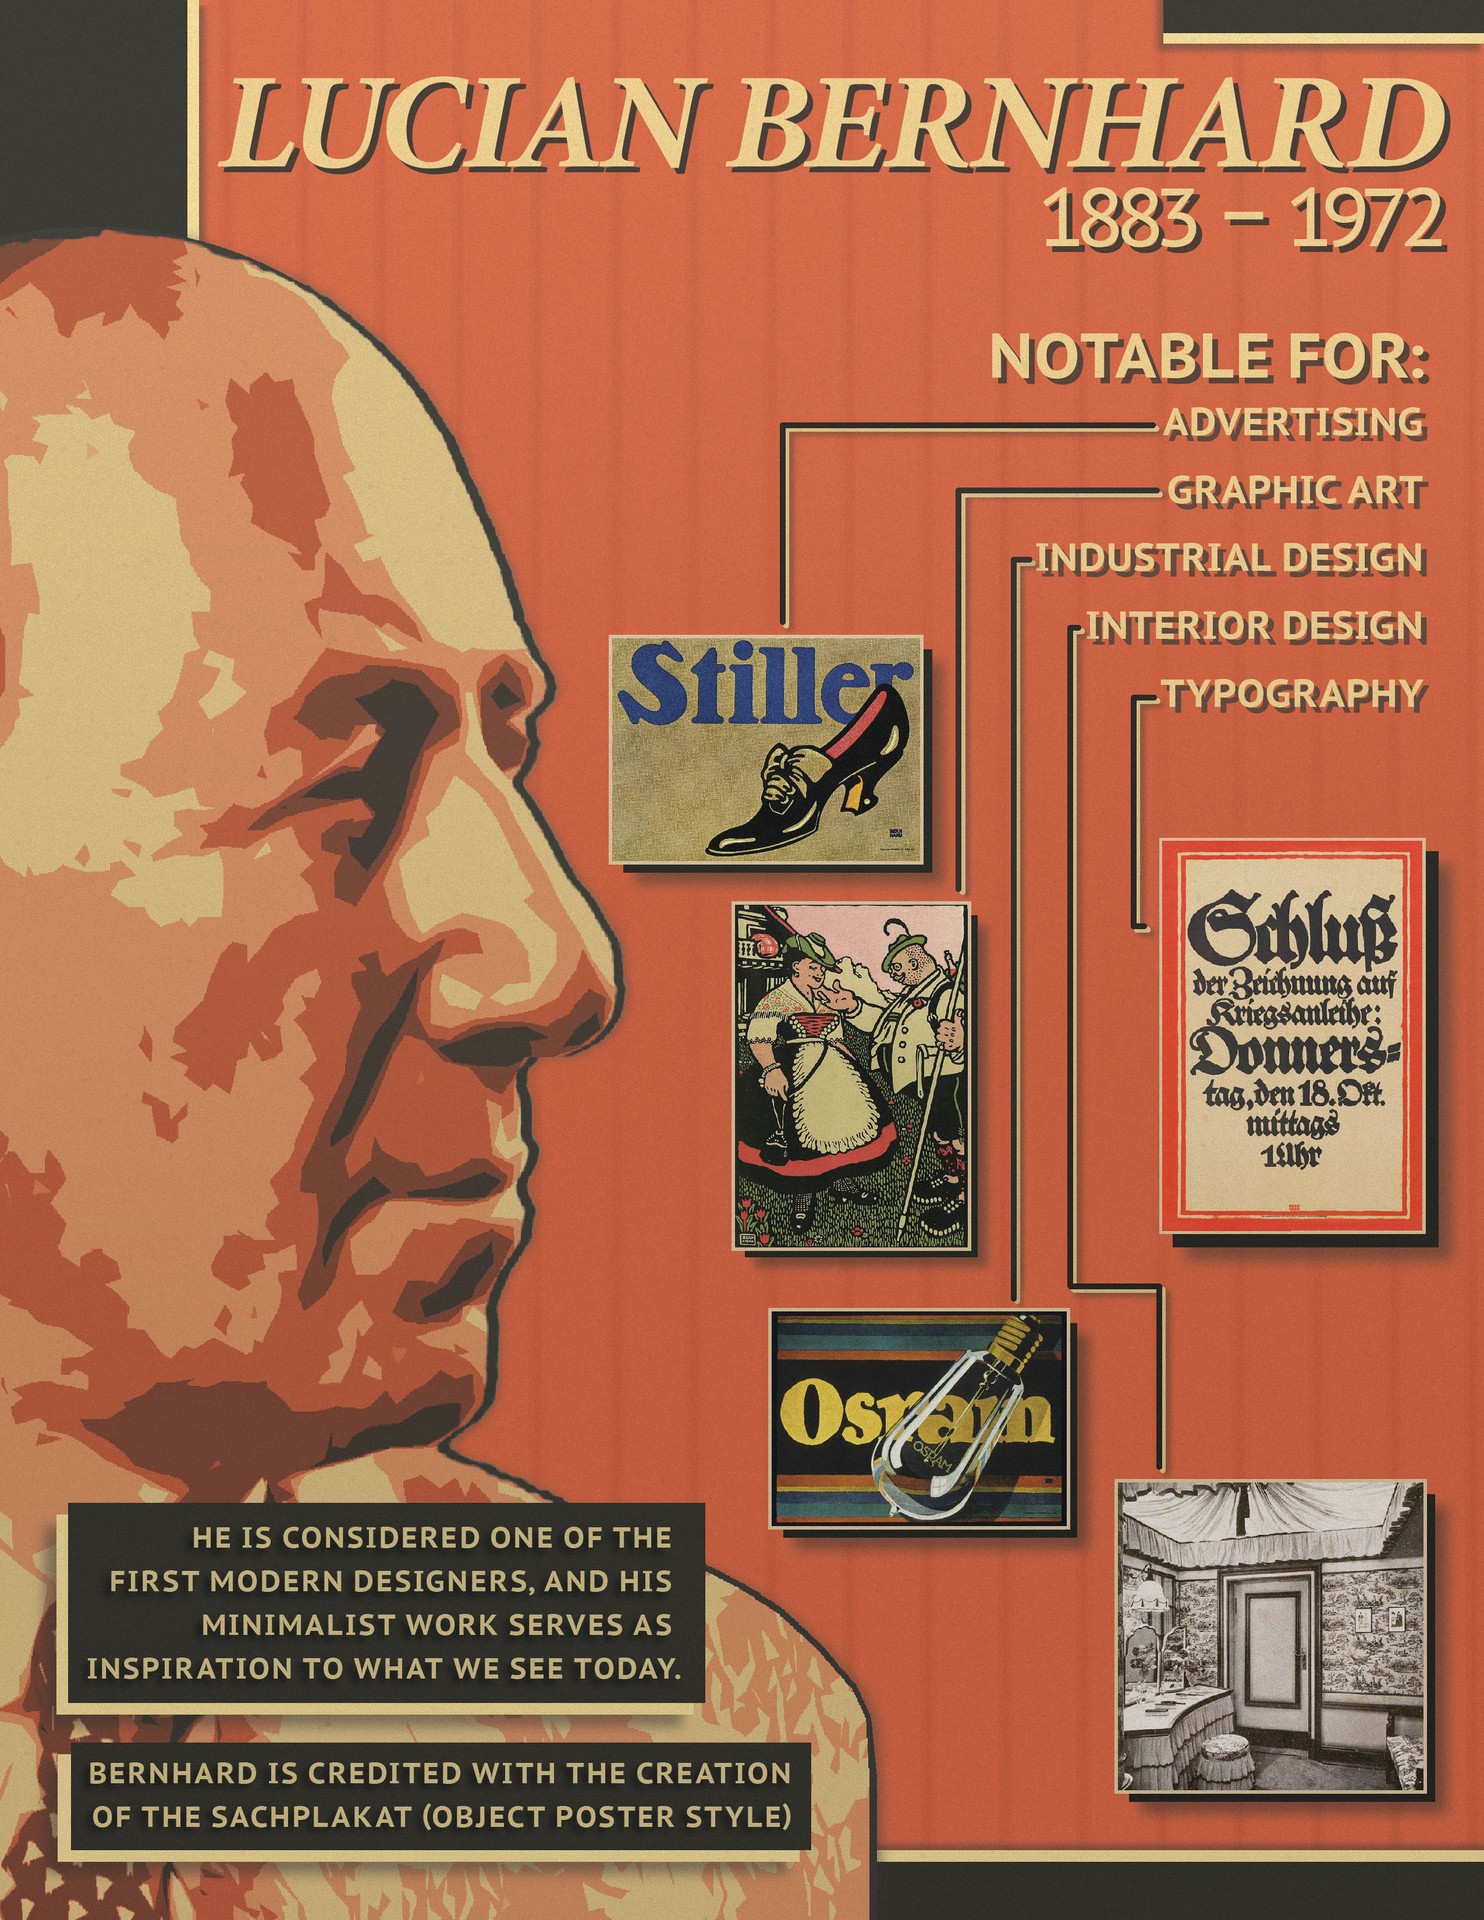 LUCIAN BERNHARD
1883 – 1972
NOTABLE FOR:
ADVERTISING
GRAPHIC ART
INDUSTRIAL DESIGN
INTERIOR DESIGN
TYPOGRAPHY
Stiller
BERN
HARD
Schluß
der Zeichnung auf
Kriegsanleihe:
Donners=
tag, den 18. Okt.
mittags
1 Uhr
Osram
OSRAM
HE IS CONSIDERED ONE OF THE
FIRST MODERN DESIGNERS, AND HIS
MINIMALIST WORK SERVES AS
INSPIRATION TO WHAT WE SEE TODAY.
BERNHARD IS CREDITED WITH THE CREATION
OF THE SACHPLAKAT (OBJECT POSTER STYLE)